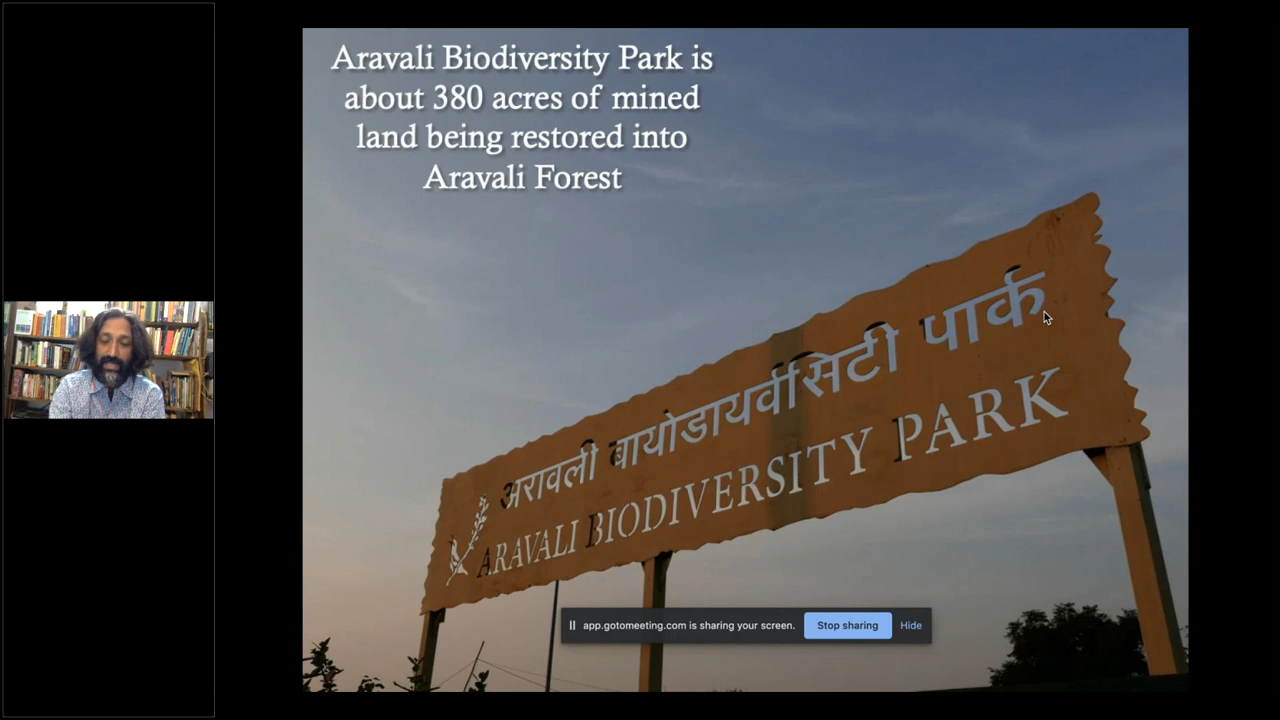 Aravali Biodiversity Park is
about 380 acres of mined
land being restored into
Aravali Forest
अरावली बायोडायर्वीसिटी पार्क
ARAVALI BIODIVERSITY PARK
app.gotomeeting.com is sharing your screen.
Stop sharing
Hide